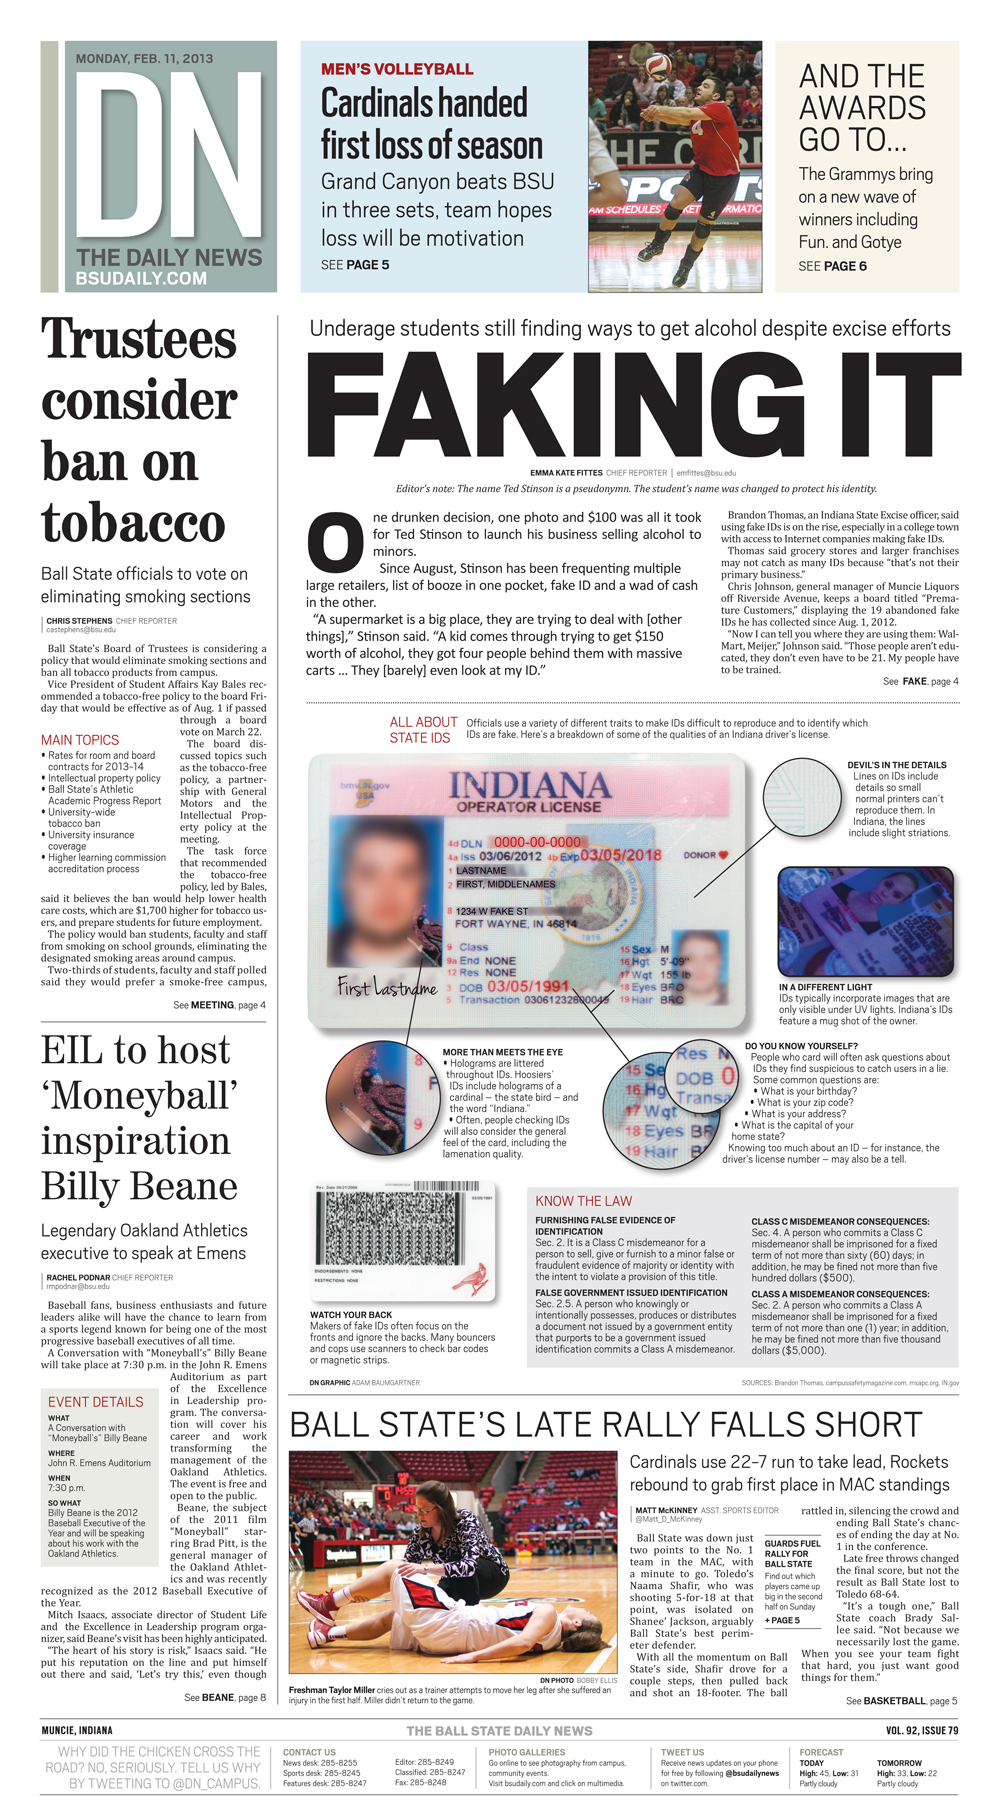 MONDAY, FEB. 11, 2013
DN
THE DAILY NEWS
BSUDAILY.COM
MEN'S VOLLEYBALL
Cardinals handed
first loss of season
Grand Canyon beats BSU
in three sets, team hopes
loss will be motivation
SEE PAGE 5
AND THE
AWARDS
GO TO...
The Grammys bring
on a new wave of
winners including
Fun. and Gotye
SEE PAGE 6
Trustees
consider
ban on
tobacco
Ball State officials to vote on
eliminating smoking sections
CHRIS STEPHENS CHIEF REPORTER
castephens@bsu.edu
Ball State's Board of Trustees is considering a
policy that would eliminate smoking sections and
ban all tobacco products from campus.
Vice President of Student Affairs Kay Bales rec-
ommended a tobacco-free policy to the board Fri-
day that would be effective as of Aug. 1 if passed
through a board
vote on March 22.
The board dis-
cussed topics such
as the tobacco-free
policy, a partner-
ship with General
Motors and the
Intellectual Prop-
erty policy at the
meeting.
The task force
that recommended
the tobacco-free
policy, led by Bales,
said it believes the ban would help lower health
care costs, which are $1,700 higher for tobacco us-
ers, and prepare students for future employment.
The policy would ban students, faculty and staff
from smoking on school grounds, eliminating the
designated smoking areas around campus.
Two-thirds of students, faculty and staff polled
said they would prefer a smoke-free campus,
See MEETING, page 4
MAIN TOPICS
• Rates for room and board
contracts for 2013-14
• Intellectual property policy
• Ball State's Athletic
Academic Progress Report
• University-wide
tobacco ban
• University insurance
coverage
• Higher learning commission
accreditation process
EIL to host
'Moneyball'
inspiration
Billy Beane
Legendary Oakland Athletics
executive to speak at Emens
RACHEL PODNAR CHIEF REPORTER
rmpodnar@bsu.edu
Baseball fans, business enthusiasts and future
leaders alike will have the chance to learn from
a sports legend known for being one of the most
progressive baseball executives of all time.
A Conversation with "Moneyball's" Billy Beane
will take place at 7:30 p.m. in the John R. Emens
Auditorium as part
of the Excellence
in Leadership pro-
gram. The conversa-
tion will cover his
career and work
transforming the
management of the
Oakland Athletics.
The event is free and
open to the public.
Beane, the subject
of the 2011 film
"Moneyball" star-
ring Brad Pitt, is the
general manager of
the Oakland Athlet-
ics and was recently
recognized as the 2012 Baseball Executive of
the Year.
Mitch Isaacs, associate director of Student Life
and the Excellence in Leadership program orga-
nizer, said Beane's visit has been highly anticipated.
"The heart of his story is risk," Isaacs said. "He
put his reputation on the line and put himself
out there and said, 'Let's try this,' even though
See BEANE, page 8
EVENT DETAILS
WHAT
A Conversation with
"Moneyball's" Billy Beane
WHERE
John R. Emens Auditorium
WHEN
7:30 p.m.
SO WHAT
Billy Beane is the 2012
Baseball Executive of the
Year and will be speaking
about his work with the
Oakland Athletics.
Underage students still finding ways to get alcohol despite excise efforts
FAKING IT
EMMA KATE FITTES CHIEF REPORTER | emfittes@bsu.edu
Editor's note: The name Ted Stinson is a pseudonymn. The student's name was changed to protect his identity.
One drunken decision, one photo and $100 was all it took
for Ted Stinson to launch his business selling alcohol to
minors.
Since August, Stinson has been frequenting multiple
large retailers, list of booze in one pocket, fake ID and a wad of cash
in the other.
"A supermarket is a big place, they are trying to deal with [other
things]," Stinson said. "A kid comes through trying to get $150
worth of alcohol, they got four people behind them with massive
carts ... They [barely] even look at my ID."
Brandon Thomas, an Indiana State Excise officer, said
using fake IDs is on the rise, especially in a college town
with access to Internet companies making fake IDs.
Thomas said grocery stores and larger franchises
may not catch as many IDs because "that's not their
primary business."
Chris Johnson, general manager of Muncie Liquors
off Riverside Avenue, keeps a board titled "Prema-
ture Customers," displaying the 19 abandoned fake
IDs he has collected since Aug. 1, 2012.
"Now I can tell you where they are using them: Wal-
Mart, Meijer," Johnson said. "Those people aren't edu-
cated, they don't even have to be 21. My people have
to be trained.
See FAKE, page 4
ALL ABOUT
STATE IDS
Officials use a variety of different traits to make IDs difficult to reproduce and to identify which
IDs are fake. Here's a breakdown of some of the qualities of an Indiana driver's license.
bmv.IN.gov
USA
INDIANA
OPERATOR LICENSE
4d DLN 0000-00-0000
4a Iss 03/06/2012 4b Exp 03/05/2018
DONOR
1 LASTNAME
2 FIRST, MIDDLENAMES
8 1234 W FAKE ST
FORT WAYNE, IN 46814
9 Class
9a End NONE
12 Res NONE
3 DOB 03/05/1991
5 Transaction 03061232800049
15 Sex M
16 Hgt 5'-09"
17 Wgt 155 lb
18 Eyes BRO
19 Hair BRO
First Lastname
DEVIL'S IN THE DETAILS
Lines on IDs include
details so small
normal printers can't
reproduce them. In
Indiana, the lines
include slight striations.
IN A DIFFERENT LIGHT
IDs typically incorporate images that are
only visible under UV lights. Indiana's IDs
feature a mug shot of the owner.
MORE THAN MEETS THE EYE
• Holograms are littered
throughout IDs. Hoosiers'
IDs include holograms of a
cardinal – the state bird – and
the word "Indiana."
• Often, people checking IDs
will also consider the general
feel of the card, including the
lamenation quality.
DO YOU KNOW YOURSELF?
People who card will often ask questions about
IDs they find suspicious to catch users in a lie.
Some common questions are:
• What is your birthday?
• What is your zip code?
• What is your address?
• What is the capital of your
home state?
Knowing too much about an ID – for instance, the
driver's license number – may also be a tell.
ENDORSEMENTS: NONE
RESTRICTIONS: NONE
WATCH YOUR BACK
Makers of fake IDs often focus on the
fronts and ignore the backs. Many bouncers
and cops use scanners to check bar codes
or magnetic strips.
KNOW THE LAW
FURNISHING FALSE EVIDENCE OF
IDENTIFICATION
Sec. 2. It is a Class C misdemeanor for a
person to sell, give or furnish to a minor false or
fraudulent evidence of majority or identity with
the intent to violate a provision of this title.
FALSE GOVERNMENT ISSUED IDENTIFICATION
Sec. 2.5. A person who knowingly or
intentionally possesses, produces or distributes
a document not issued by a government entity
that purports to be a government issued
identification commits a Class A misdemeanor.
CLASS C MISDEMEANOR CONSEQUENCES:
Sec. 4. A person who commits a Class C
misdemeanor shall be imprisoned for a fixed
term of not more than sixty (60) days; in
addition, he may be fined not more than five
hundred dollars ($500).
CLASS A MISDEMEANOR CONSEQUENCES:
Sec. 2. A person who commits a Class A
misdemeanor shall be imprisoned for a fixed
term of not more than one (1) year; in addition,
he may be fined not more than five thousand
dollars ($5,000).
DN GRAPHIC ADAM BAUMGARTNER
SOURCES: Brandon Thomas, campussafetymagazine.com, msapc.org, IN.gov
BALL STATE'S LATE RALLY FALLS SHORT
DN PHOTO BOBBY ELLIS
Freshman Taylor Miller cries out as a trainer attempts to move her leg after she suffered an
injury in the first half. Miller didn't return to the game.
Cardinals use 22-7 run to take lead, Rockets
rebound to grab first place in MAC standings
MATT McKINNEY ASST. SPORTS EDITOR
@Matt_D_McKinney
Ball State was down just
two points to the No. 1
team in the MAC, with
a minute to go. Toledo's
Naama Shafir, who was
shooting 5-for-18 at that
point, was isolated on
Shanee' Jackson, arguably
Ball State's best perim-
eter defender.
With all the momentum on Ball
State's side, Shafir drove for a
couple steps, then pulled back
and shot an 18-footer. The ball
rattled in, silencing the crowd and
ending Ball State's chanc-
es of ending the day at No.
1 in the conference.
Late free throws changed
the final score, but not the
result as Ball State lost to
Toledo 68-64.
"It's a tough one," Ball
State coach Brady Sal-
lee said. "Not because we
necessarily lost the game.
When you see your team fight
that hard, you just want good
things for them."
See BASKETBALL, page 5
GUARDS FUEL
RALLY FOR
BALL STATE
Find out which
players came up
big in the second
half on Sunday
+ PAGE 5
MUNCIE, INDIANA
THE BALL STATE DAILY NEWS
VOL. 92, ISSUE 79
WHY DID THE CHICKEN CROSS THE
ROAD? NO, SERIOUSLY. TELL US WHY
BY TWEETING TO @DN_CAMPUS.
CONTACT US
News desk: 285-8255
Sports desk: 285-8245
Features desk: 285-8247
Editor: 285-8249
Classified: 285-8247
Fax: 285-8248
PHOTO GALLERIES
Go online to see photography from campus,
community events.
Visit bsudaily.com and click on multimedia.
TWEET US
Receive news updates on your phone
for free by following @bsudailynews
on twitter.com.
FORECAST
TODAY
High: 45, Low: 31
Partly cloudy
TOMORROW
High: 33, Low: 22
Partly cloudy